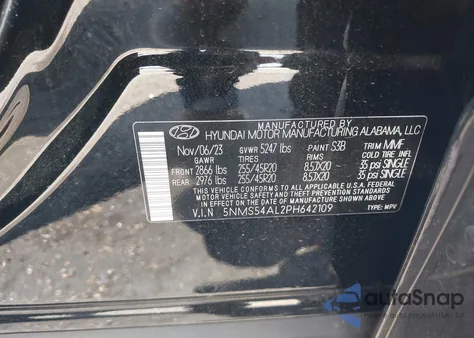 MANUFACTURED BY
HYUNDAI MOTOR MANUFACTURING ALABAMA, LLC
Nov/06/23 GVWR 5247 lbs PAINT S3B TRIM MMF
GAWR TIRES RIMS COLD TIRE INFLATION
FRONT 2866 lbs 255/45R20 8.5JX20 35 psi SINGLE
REAR 2976 lbs 255/45R20 8.5JX20 35 psi SINGLE
THIS VEHICLE CONFORMS TO ALL APPLICABLE U.S. FEDERAL MOTOR
VEHICLE SAFETY AND THEFT PREVENTION STANDARDS
IN EFFECT ON THE DATE OF MANUFACTURE SHOWN ABOVE.
V.I.N 5NMS54AL2PH642109 TYPE: MPV
autoSnap